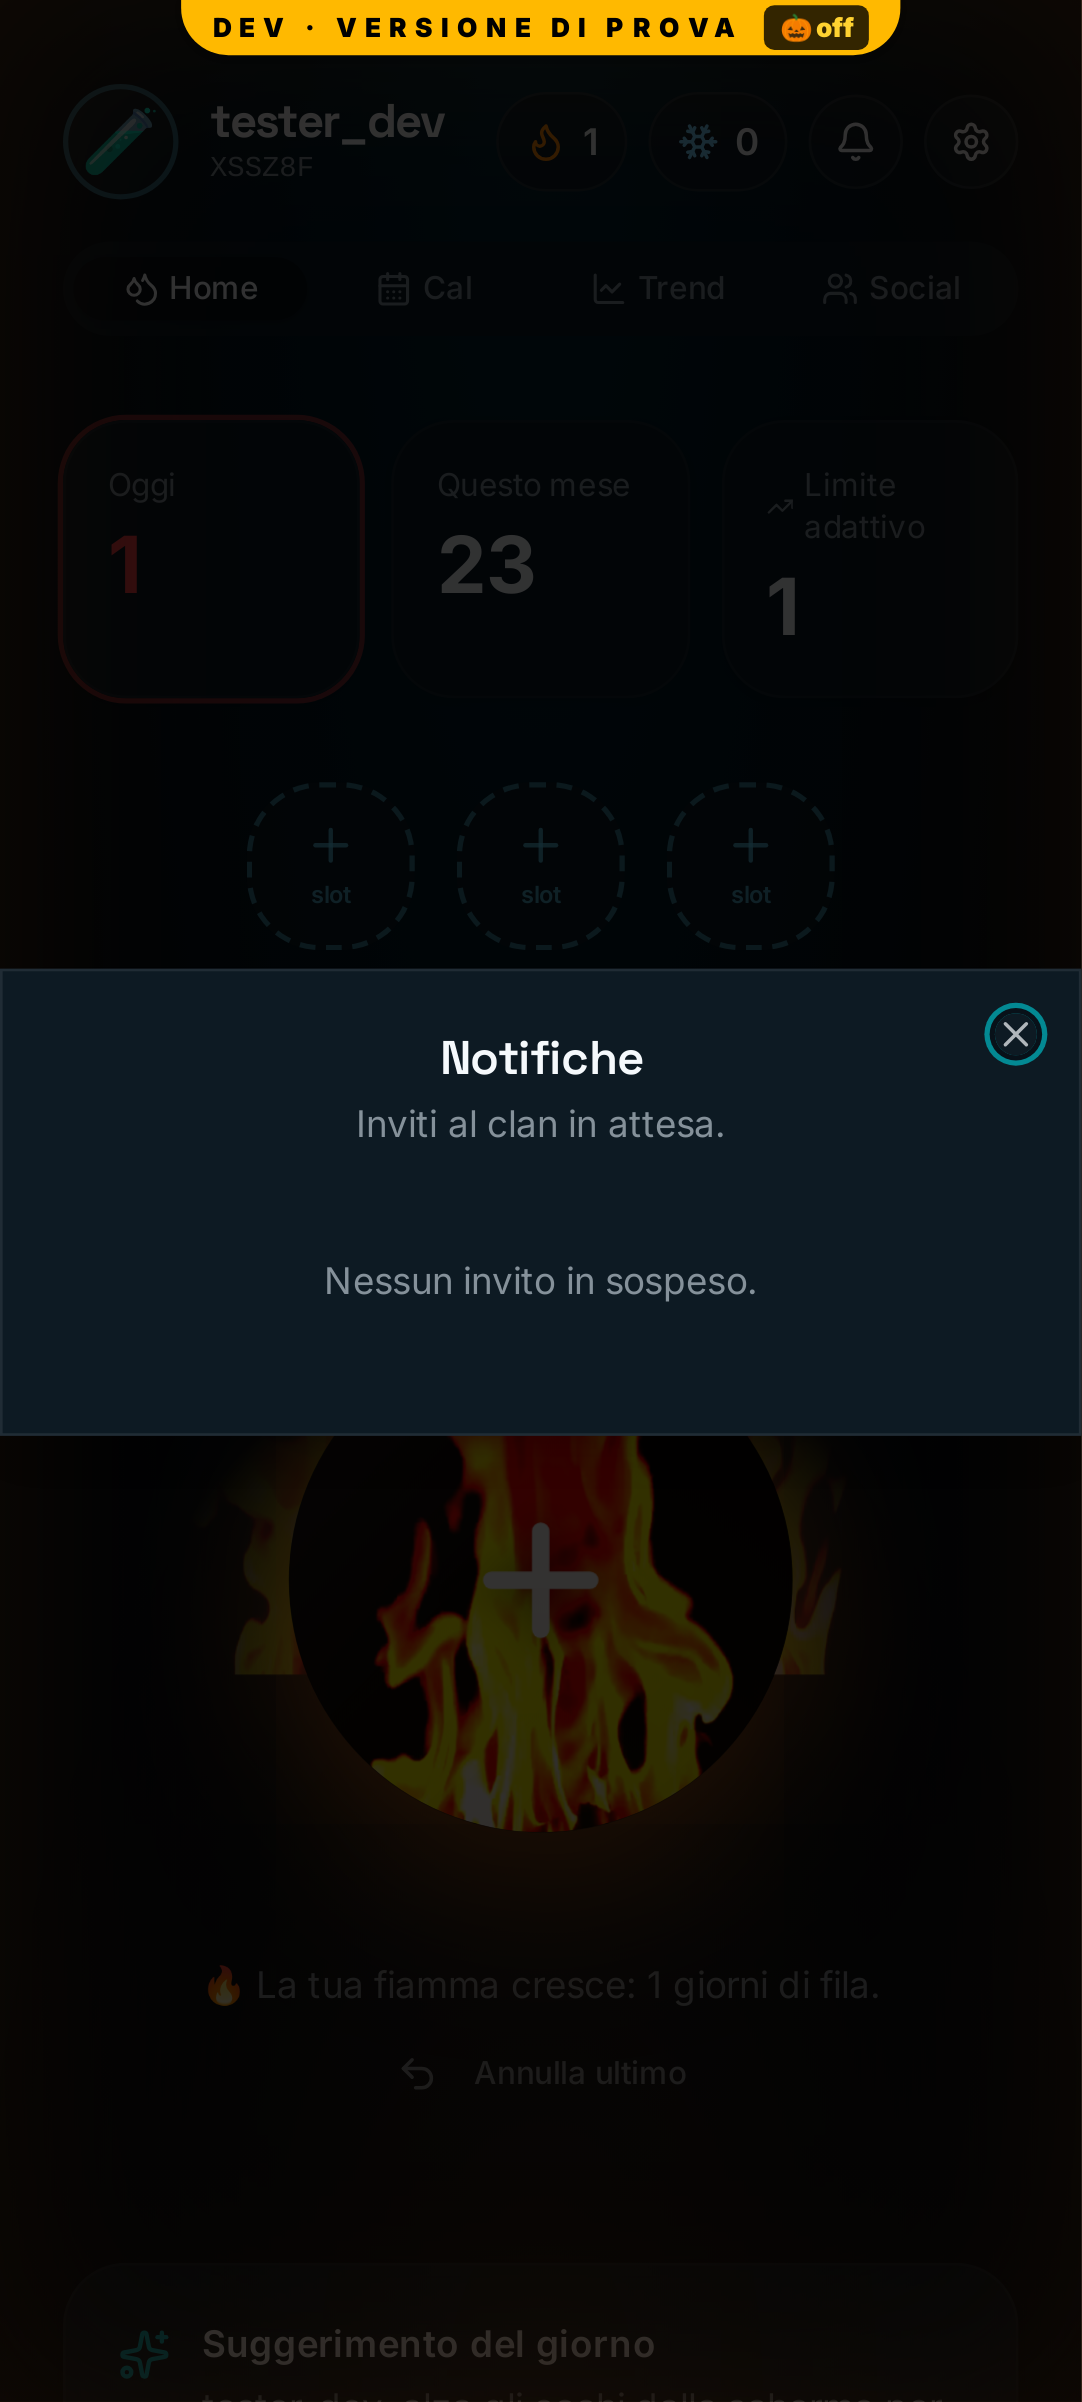 DEV · VERSIONE DI PROVA 🎃 off
tester_dev
XSSZ8F
1
0
Home
Cal
Trend
Social
Oggi
1
Questo mese
23
Limite
adattivo
1
slot
slot
slot
Notifiche
Inviti al clan in attesa.
Nessun invito in sospeso.
🔥 La tua fiamma cresce: 1 giorni di fila.
Annulla ultimo
Suggerimento del giorno